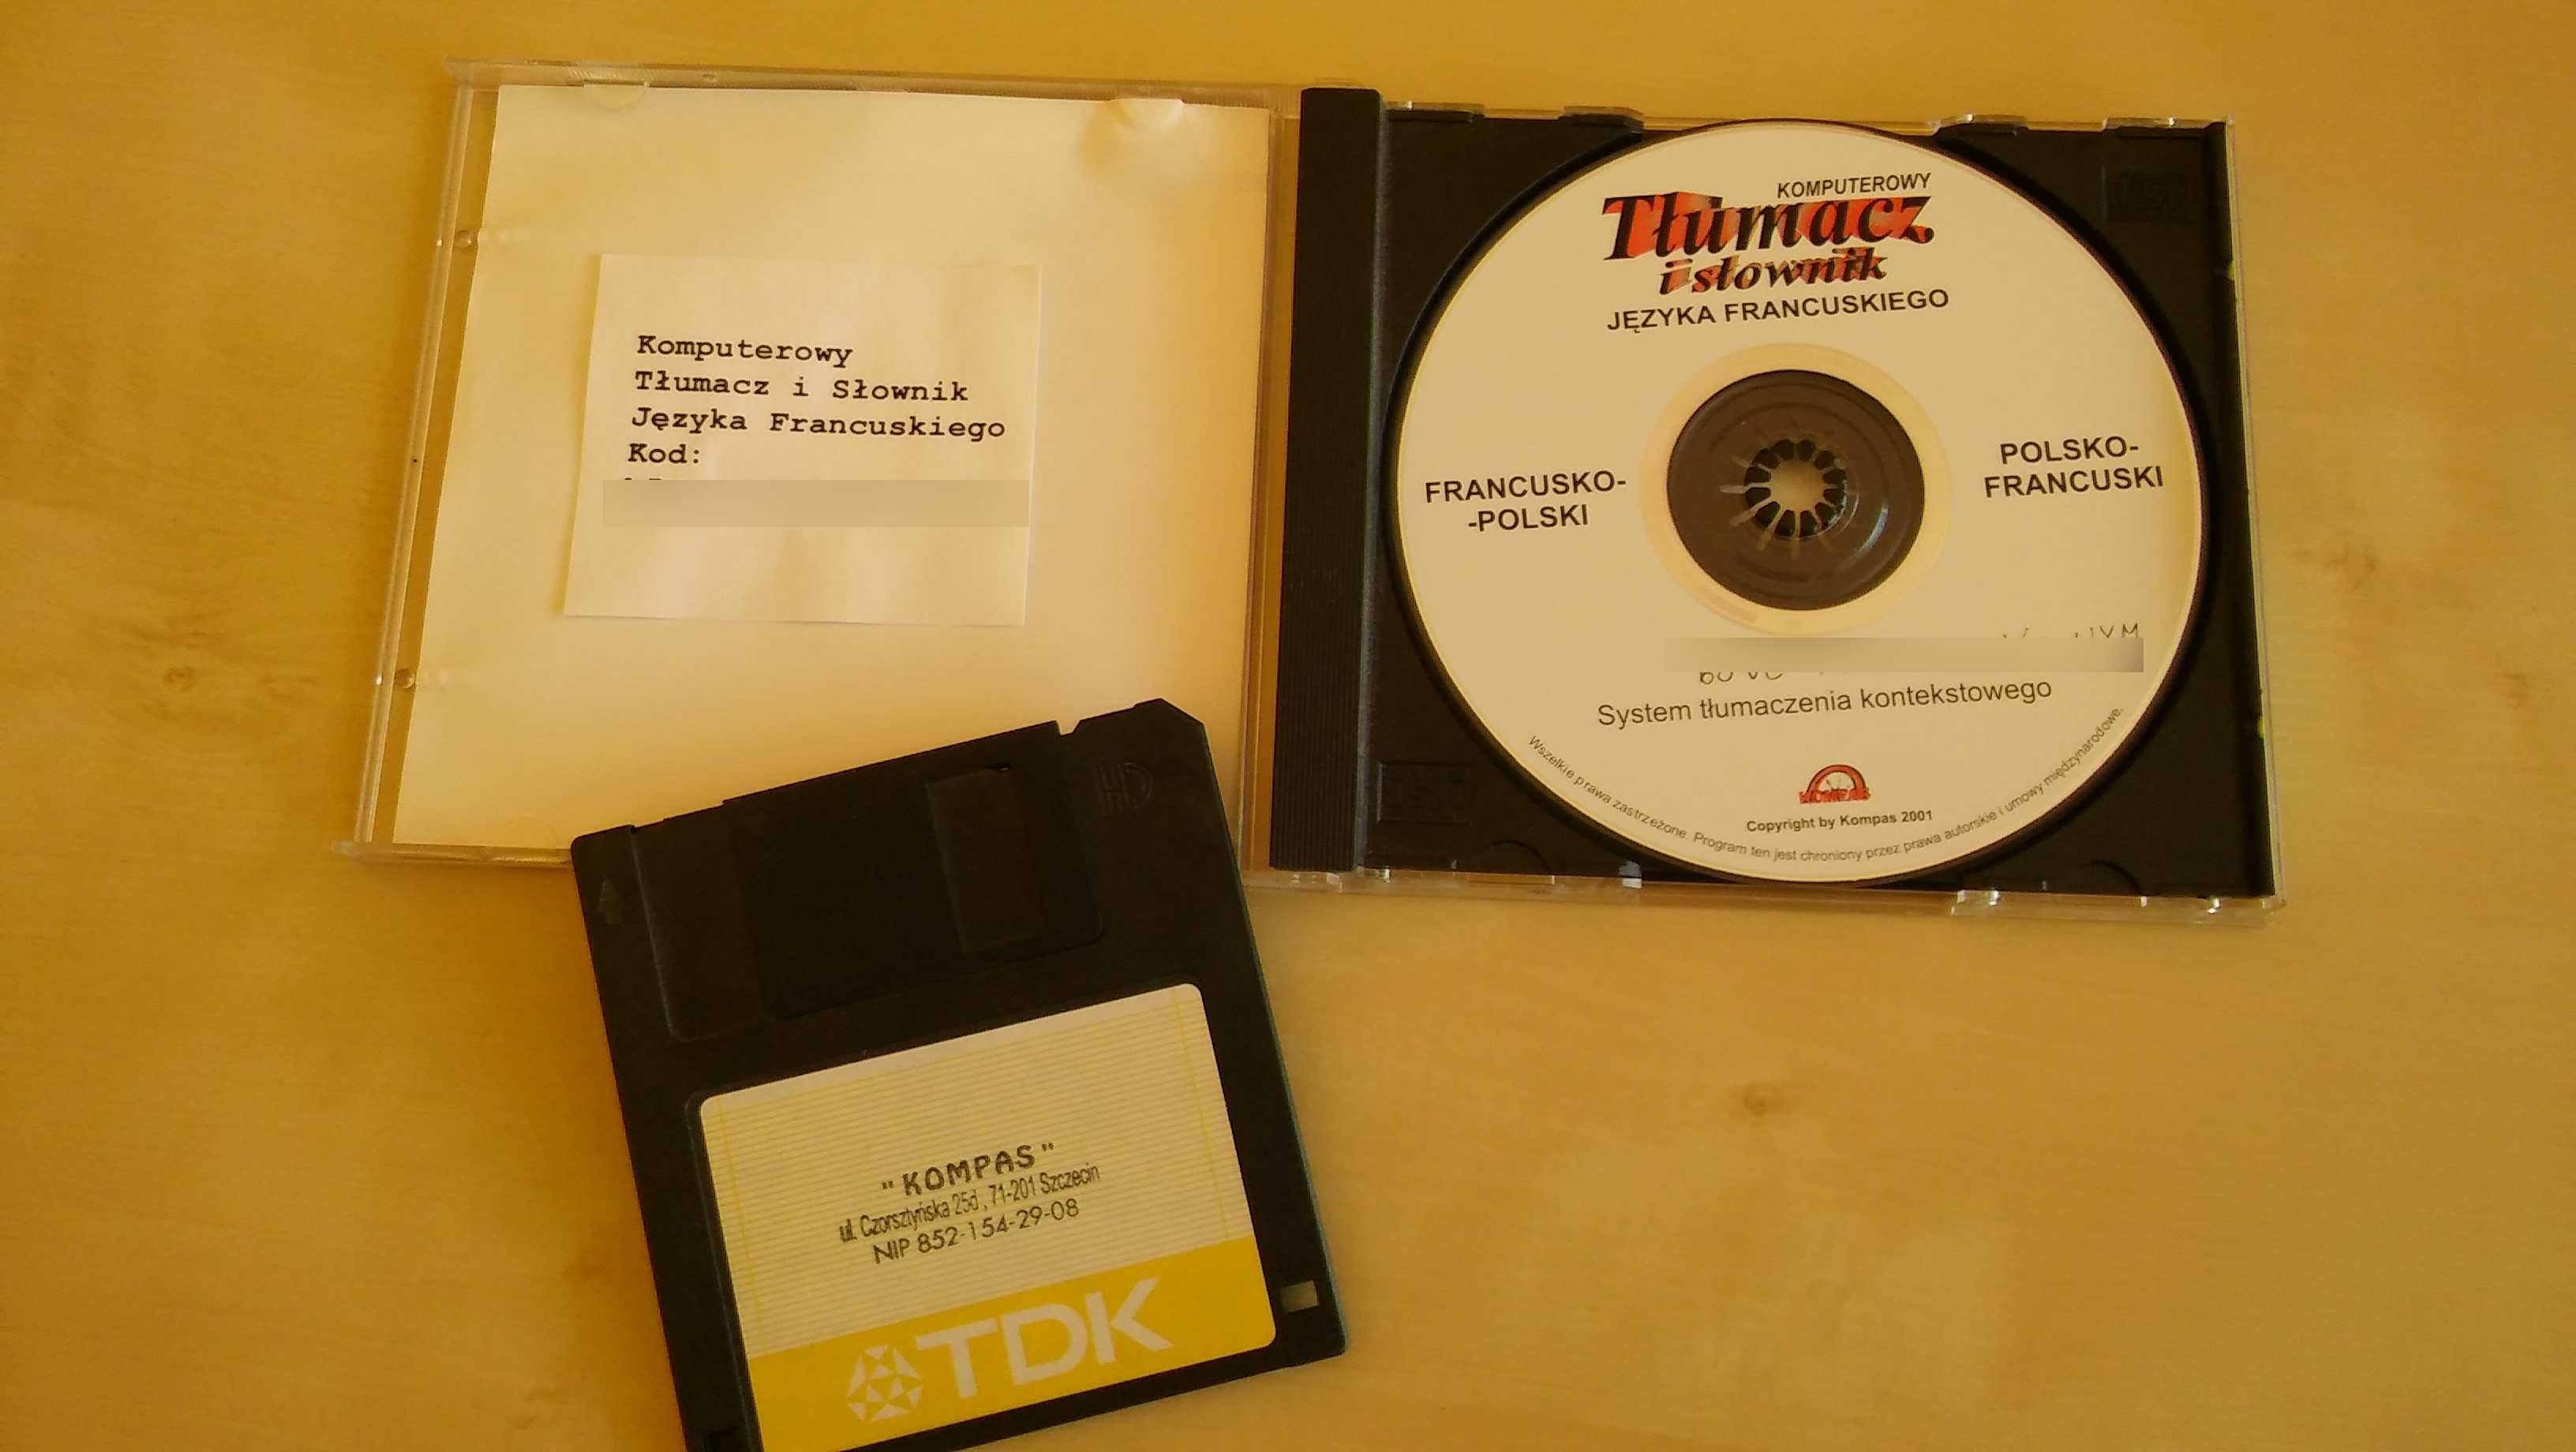 Komputerowy
Tłumacz i Słownik
Języka Francuskiego
Kod:
KOMPUTEROWY
Tłumacz
i słownik
JĘZYKA FRANCUSKIEGO
FRANCUSKO-
-POLSKI
POLSKO-
FRANCUSKI
System tłumaczenia kontekstowego
KOMPAS
Copyright by Kompas 2001
Wszelkie prawa zastrzeżone. Program ten jest chroniony przez prawa autorskie i umowy międzynarodowe.
HD
"KOMPAS"
ul. Czorsztyńska 25d, 71-201 Szczecin
NIP 852-154-29-08
TDK